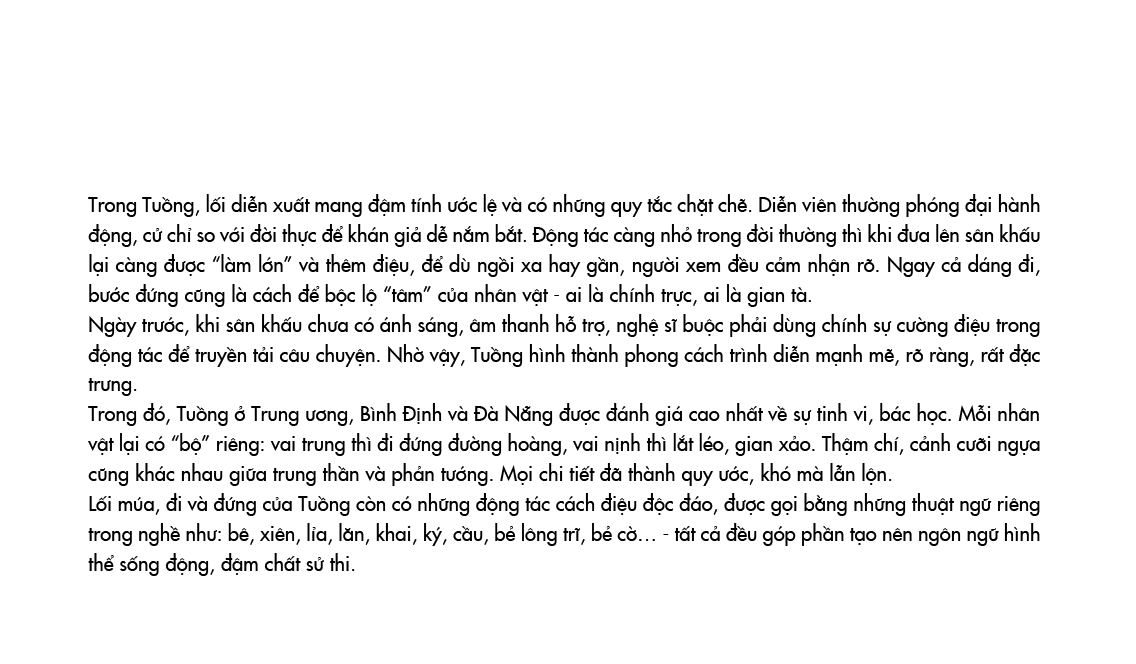 Trong Tuồng, lối diễn xuất mang đậm tính ước lệ và có những quy tắc chặt chẽ. Diễn viên thường phóng đại hành
động, cử chỉ so với đời thực để khán giả dễ nắm bắt. Động tác càng nhỏ trong đời thường thì khi đưa lên sân khấu
lại càng được “làm lớn” và thêm điệu, để dù ngồi xa hay gần, người xem đều cảm nhận rõ. Ngay cả dáng đi,
bước đứng cũng là cách để bộc lộ “tâm” của nhân vật - ai là chính trực, ai là gian tà.
Ngày trước, khi sân khấu chưa có ánh sáng, âm thanh hỗ trợ, nghệ sĩ buộc phải dùng chính sự cường điệu trong
động tác để truyền tải câu chuyện. Nhờ vậy, Tuồng hình thành phong cách trình diễn mạnh mẽ, rõ ràng, rất đặc
trưng.
Trong đó, Tuồng ở Trung ương, Bình Định và Đà Nẵng được đánh giá cao nhất về sự tinh vi, bác học. Mỗi nhân
vật lại có “bộ” riêng: vai trung thì đi đứng đường hoàng, vai nịnh thì lắt léo, gian xảo. Thậm chí, cảnh cưỡi ngựa
cũng khác nhau giữa trung thần và phản tướng. Mọi chi tiết đã thành quy ước, khó mà lẫn lộn.
Lối múa, đi và đứng của Tuồng còn có những động tác cách điệu độc đáo, được gọi bằng những thuật ngữ riêng
trong nghề như: bê, xiên, lỉa, lăn, khai, ký, cầu, bẻ lông trĩ, bẻ cờ… - tất cả đều góp phần tạo nên ngôn ngữ hình
thể sống động, đậm chất sử thi.